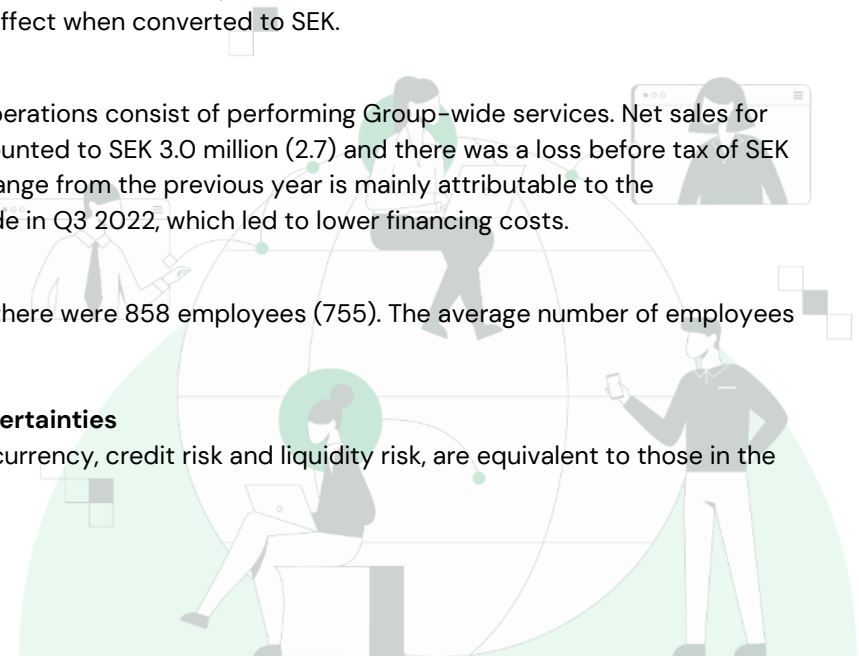 ffect when converted to SEK.
perations consist of performing Group-wide services. Net sales for
ounted to SEK 3.0 million (2.7) and there was a loss before tax of SEK
ange from the previous year is mainly attributable to the
de in Q3 2022, which led to lower financing costs.
there were 858 employees (755). The average number of employees
ertainties
currency, credit risk and liquidity risk, are equivalent to those in the